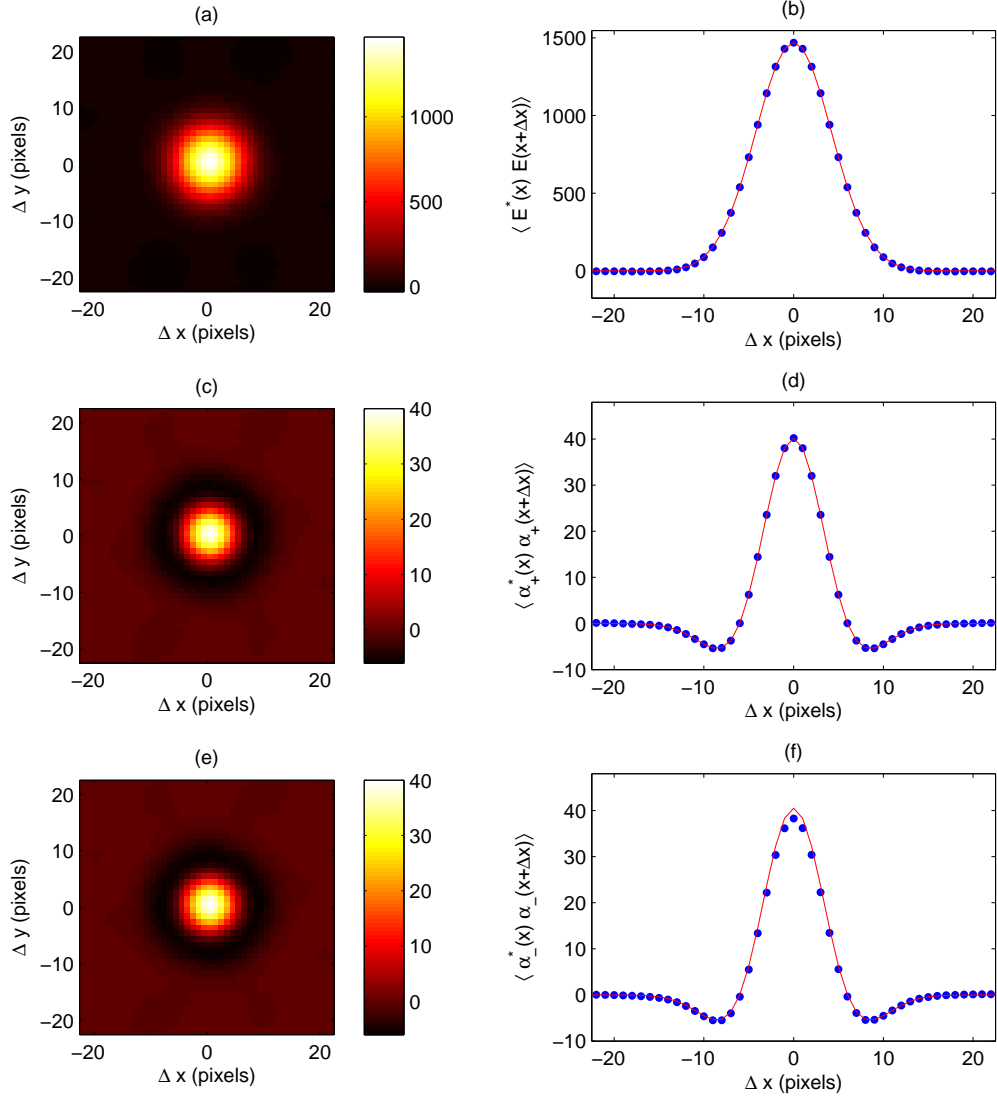 (a)
20
10
0
−10
−20
Δ y (pixels)
−20 0 20
Δ x (pixels)
1000
500
0
(b)
1500
1000
500
0
⟨ E*(x) E(x+Δx)⟩
−20 −10 0 10 20
Δ x (pixels)
(c)
20
10
0
−10
−20
Δ y (pixels)
−20 0 20
Δ x (pixels)
40
30
20
10
0
(d)
40
30
20
10
0
−10
⟨ α₊*(x) α₊(x+Δx)⟩
−20 −10 0 10 20
Δ x (pixels)
(e)
20
10
0
−10
−20
Δ y (pixels)
−20 0 20
Δ x (pixels)
40
30
20
10
0
(f)
40
30
20
10
0
−10
⟨ α₋*(x) α₋(x+Δx)⟩
−20 −10 0 10 20
Δ x (pixels)